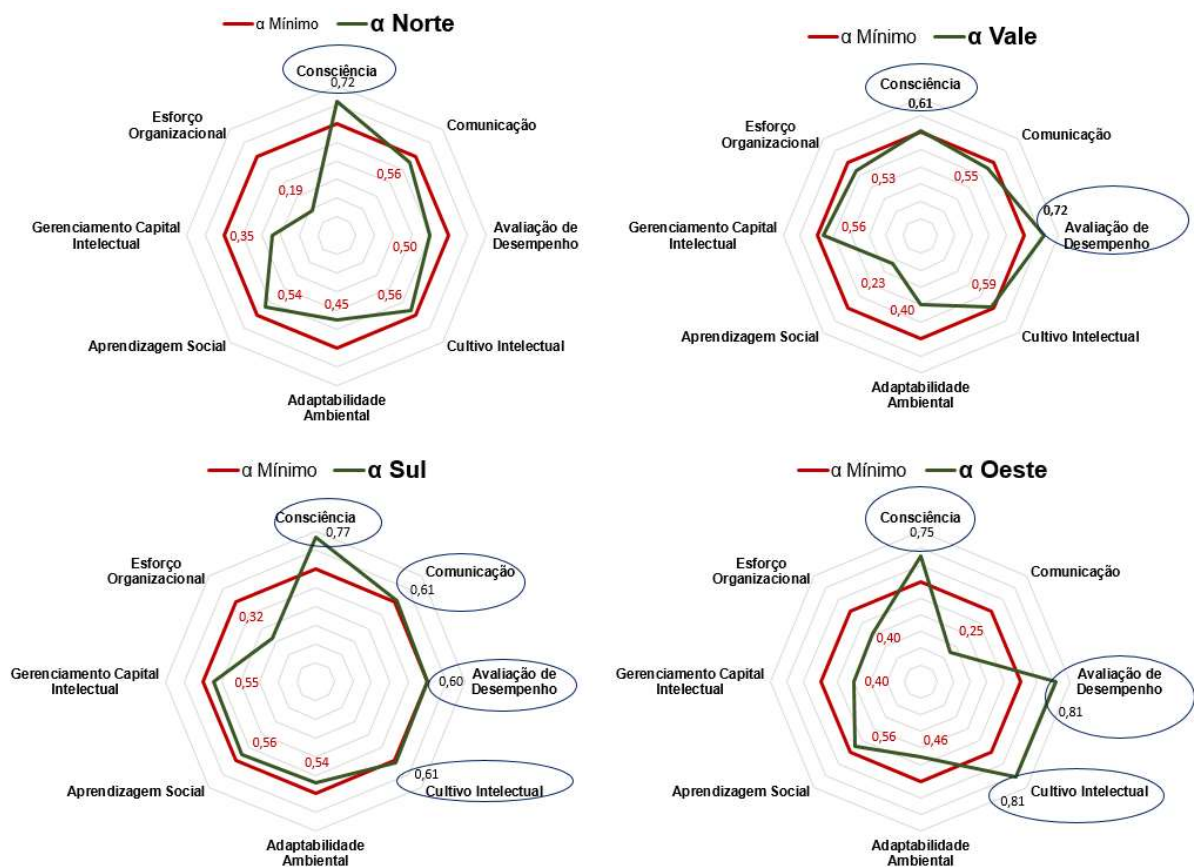 α Mínimo α Norte
Consciência
0,72
Comunicação
0,56
Avaliação de
Desempenho
0,50
Cultivo Intelectual
0,56
Adaptabilidade
Ambiental
0,45
Aprendizagem Social
0,54
Gerenciamento Capital
Intelectual
0,35
Esforço
Organizacional
0,19
α Mínimo α Vale
Consciência
0,61
Comunicação
0,55
Avaliação de
Desempenho
0,72
Cultivo Intelectual
0,59
Adaptabilidade
Ambiental
0,40
Aprendizagem Social
0,23
Gerenciamento Capital
Intelectual
0,56
Esforço
Organizacional
0,53
α Mínimo α Sul
Consciência
0,77
Comunicação
0,61
Avaliação de
Desempenho
0,60
Cultivo Intelectual
0,61
Adaptabilidade
Ambiental
0,54
Aprendizagem Social
0,56
Gerenciamento Capital
Intelectual
0,55
Esforço
Organizacional
0,32
α Mínimo α Oeste
Consciência
0,75
Comunicação
0,25
Avaliação de
Desempenho
0,81
Cultivo Intelectual
0,81
Adaptabilidade
Ambiental
0,46
Aprendizagem Social
0,56
Gerenciamento Capital
Intelectual
0,40
Esforço
Organizacional
0,40